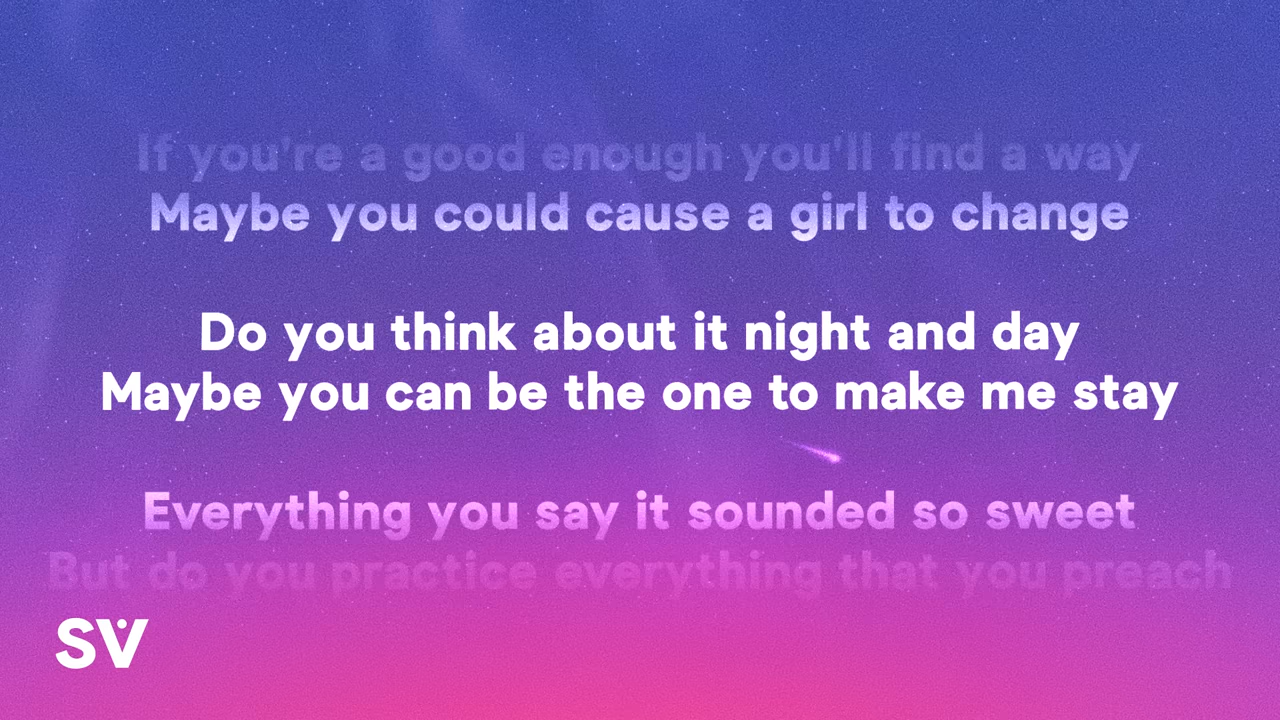 If you're a good enough you'll find a way
Maybe you could cause a girl to change
Do you think about it night and day
Maybe you can be the one to make me stay
Everything you say it sounded so sweet
But do you practice everything that you preach
SV